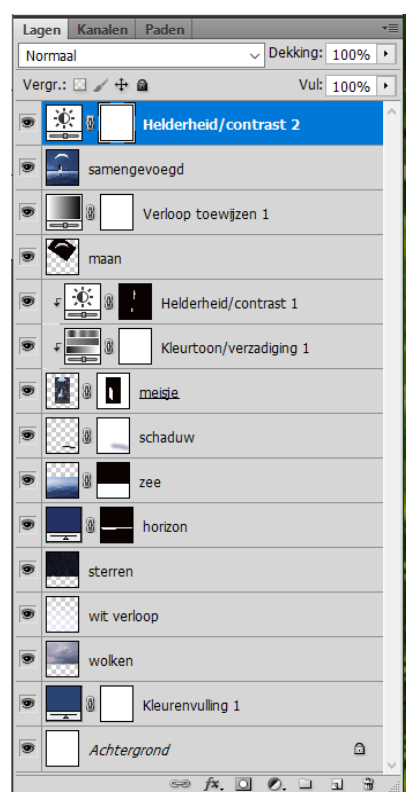 Lagen Kanalen Paden
Normaal Dekking: 100%
Vergr.: Vul: 100%
Helderheid/contrast 2
samengevoegd
Verloop toewijzen 1
maan
Helderheid/contrast 1
Kleurtoon/verzadiging 1
meisje
schaduw
zee
horizon
sterren
wit verloop
wolken
Kleurenvulling 1
Achtergrond
fx.